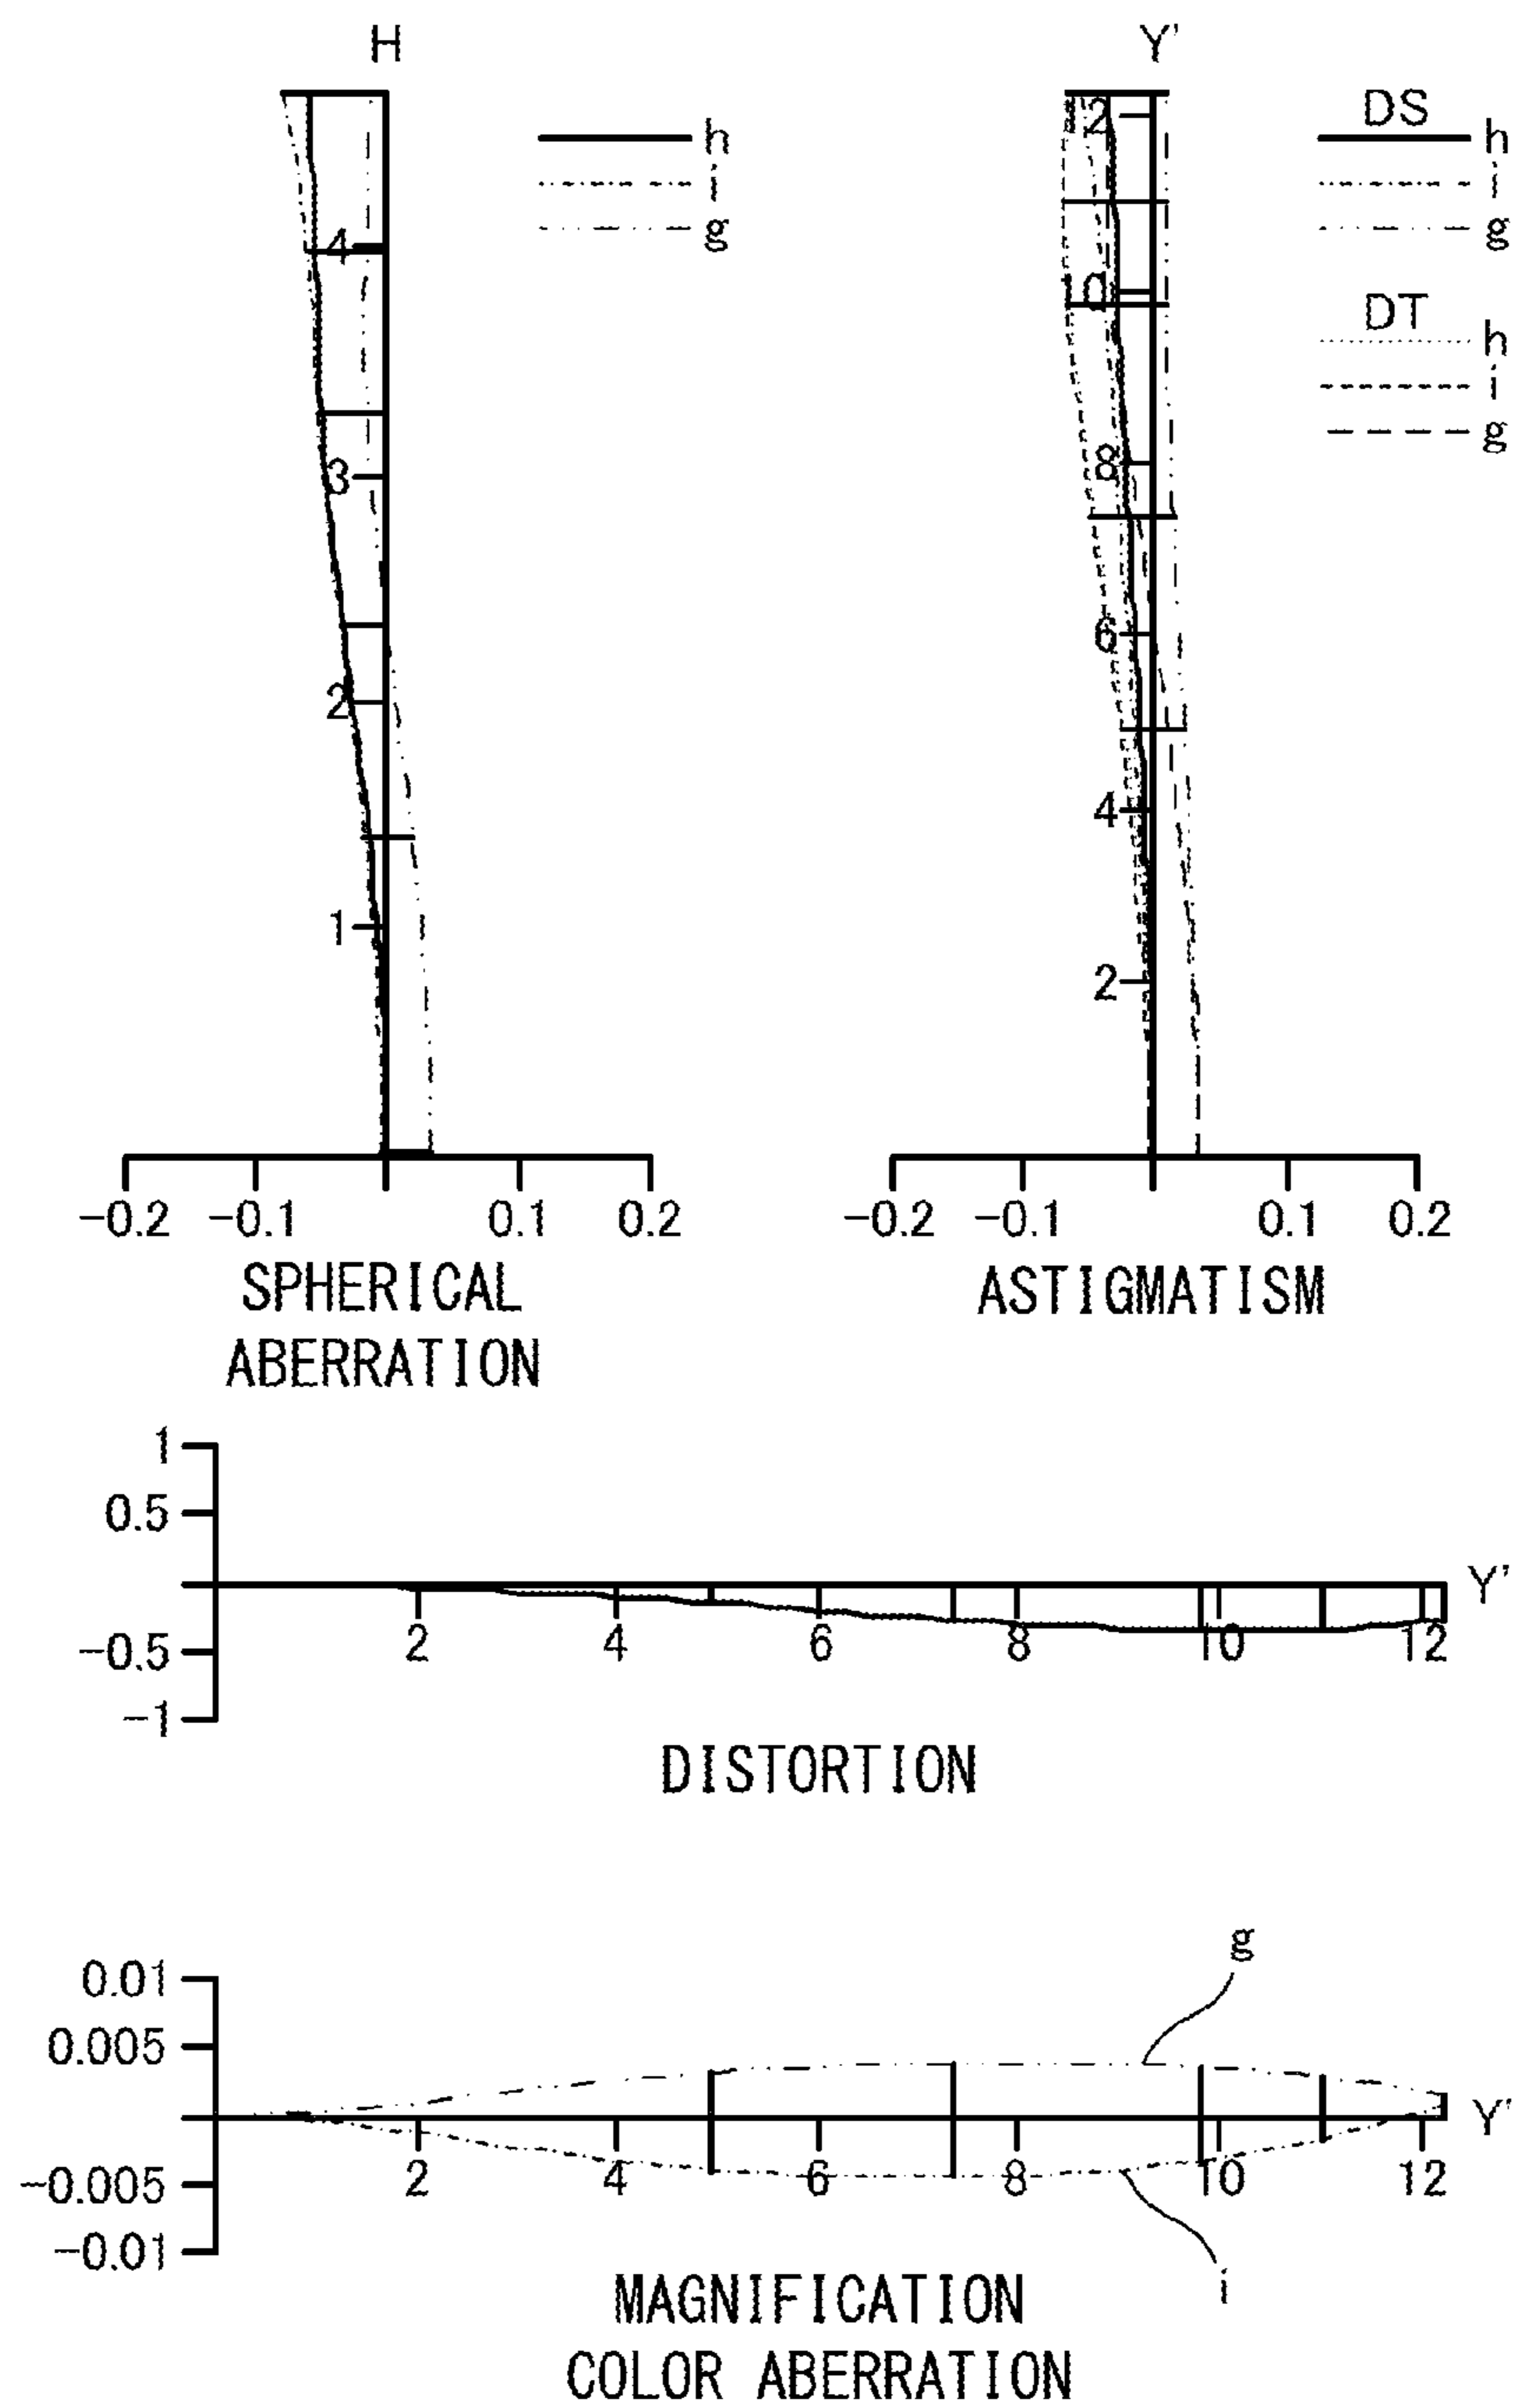 H
h
i
g
4
3
2
1
-0.2 -0.1 0.1 0.2
SPHERICAL
ABERRATION
Y'
DS
h
i
g
DT
h
i
g
12
10
8
6
4
2
-0.2 -0.1 0.1 0.2
ASTIGMATISM
1
0.5
-0.5
-1
2 4 6 8 10 12
Y'
DISTORTION
g
0.01
0.005
-0.005
-0.01
2 4 6 8 10 12
Y'
i
MAGNIFICATION
COLOR ABERRATION